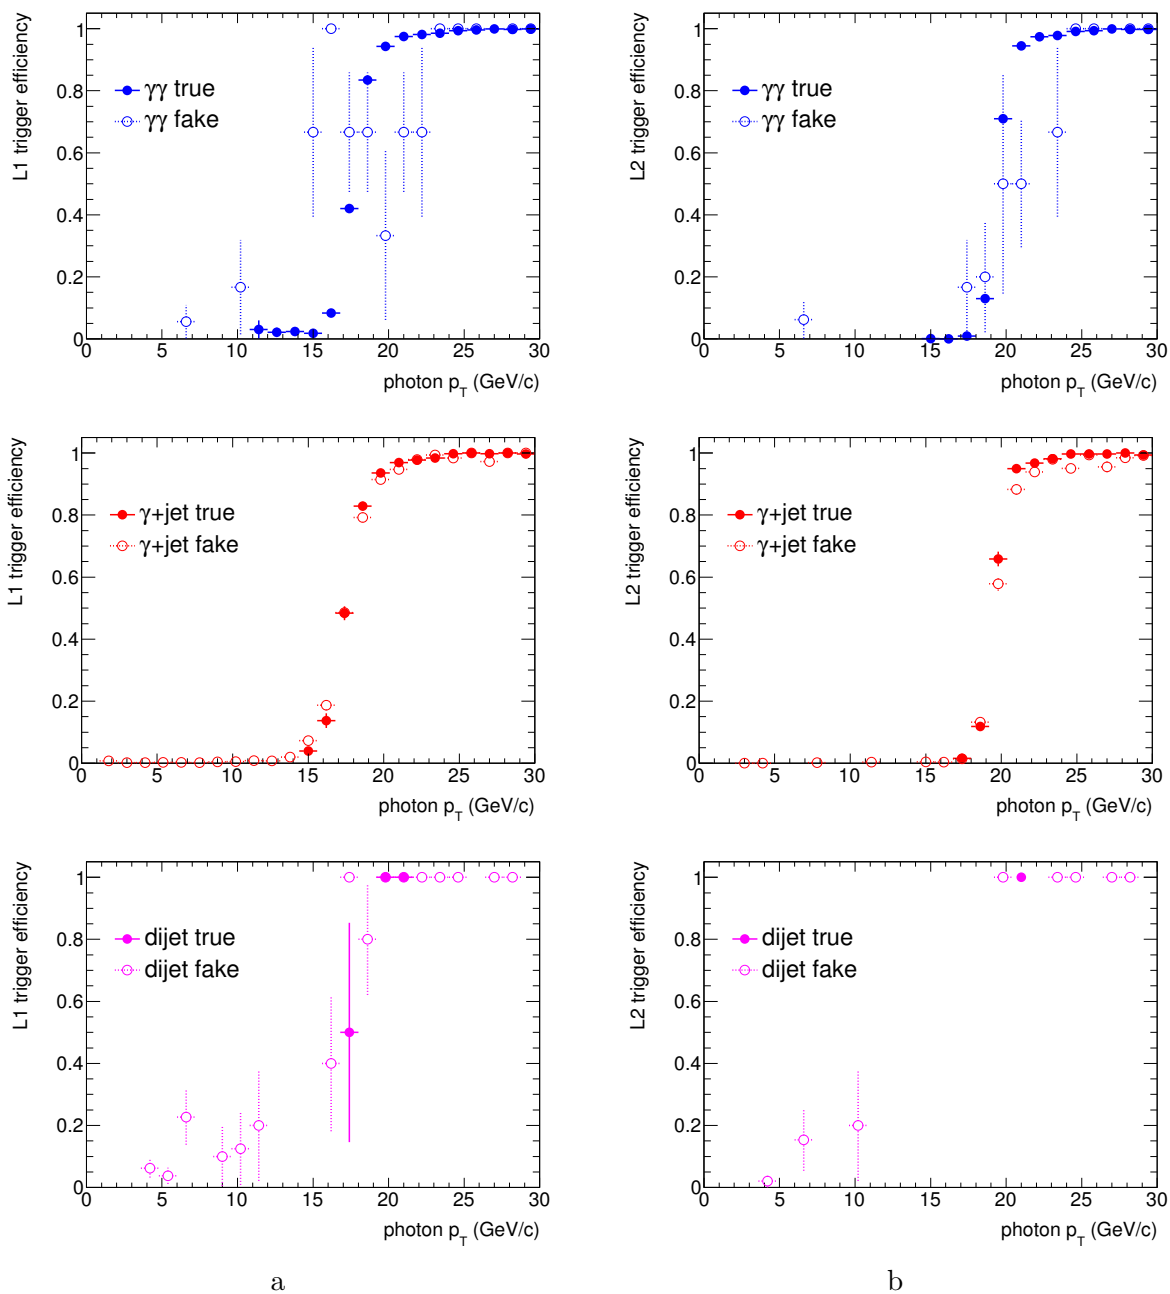 L1 trigger efficiency
1
0.8
0.6
0.4
0.2
0
γγ true
γγ fake
0 5 10 15 20 25 30
photon p_T (GeV/c)
L2 trigger efficiency
1
0.8
0.6
0.4
0.2
0
γγ true
γγ fake
0 5 10 15 20 25 30
photon p_T (GeV/c)
L1 trigger efficiency
1
0.8
0.6
0.4
0.2
0
γ+jet true
γ+jet fake
0 5 10 15 20 25 30
photon p_T (GeV/c)
L2 trigger efficiency
1
0.8
0.6
0.4
0.2
0
γ+jet true
γ+jet fake
0 5 10 15 20 25 30
photon p_T (GeV/c)
L1 trigger efficiency
1
0.8
0.6
0.4
0.2
0
dijet true
dijet fake
0 5 10 15 20 25 30
photon p_T (GeV/c)
L2 trigger efficiency
1
0.8
0.6
0.4
0.2
0
dijet true
dijet fake
0 5 10 15 20 25 30
photon p_T (GeV/c)
a
b